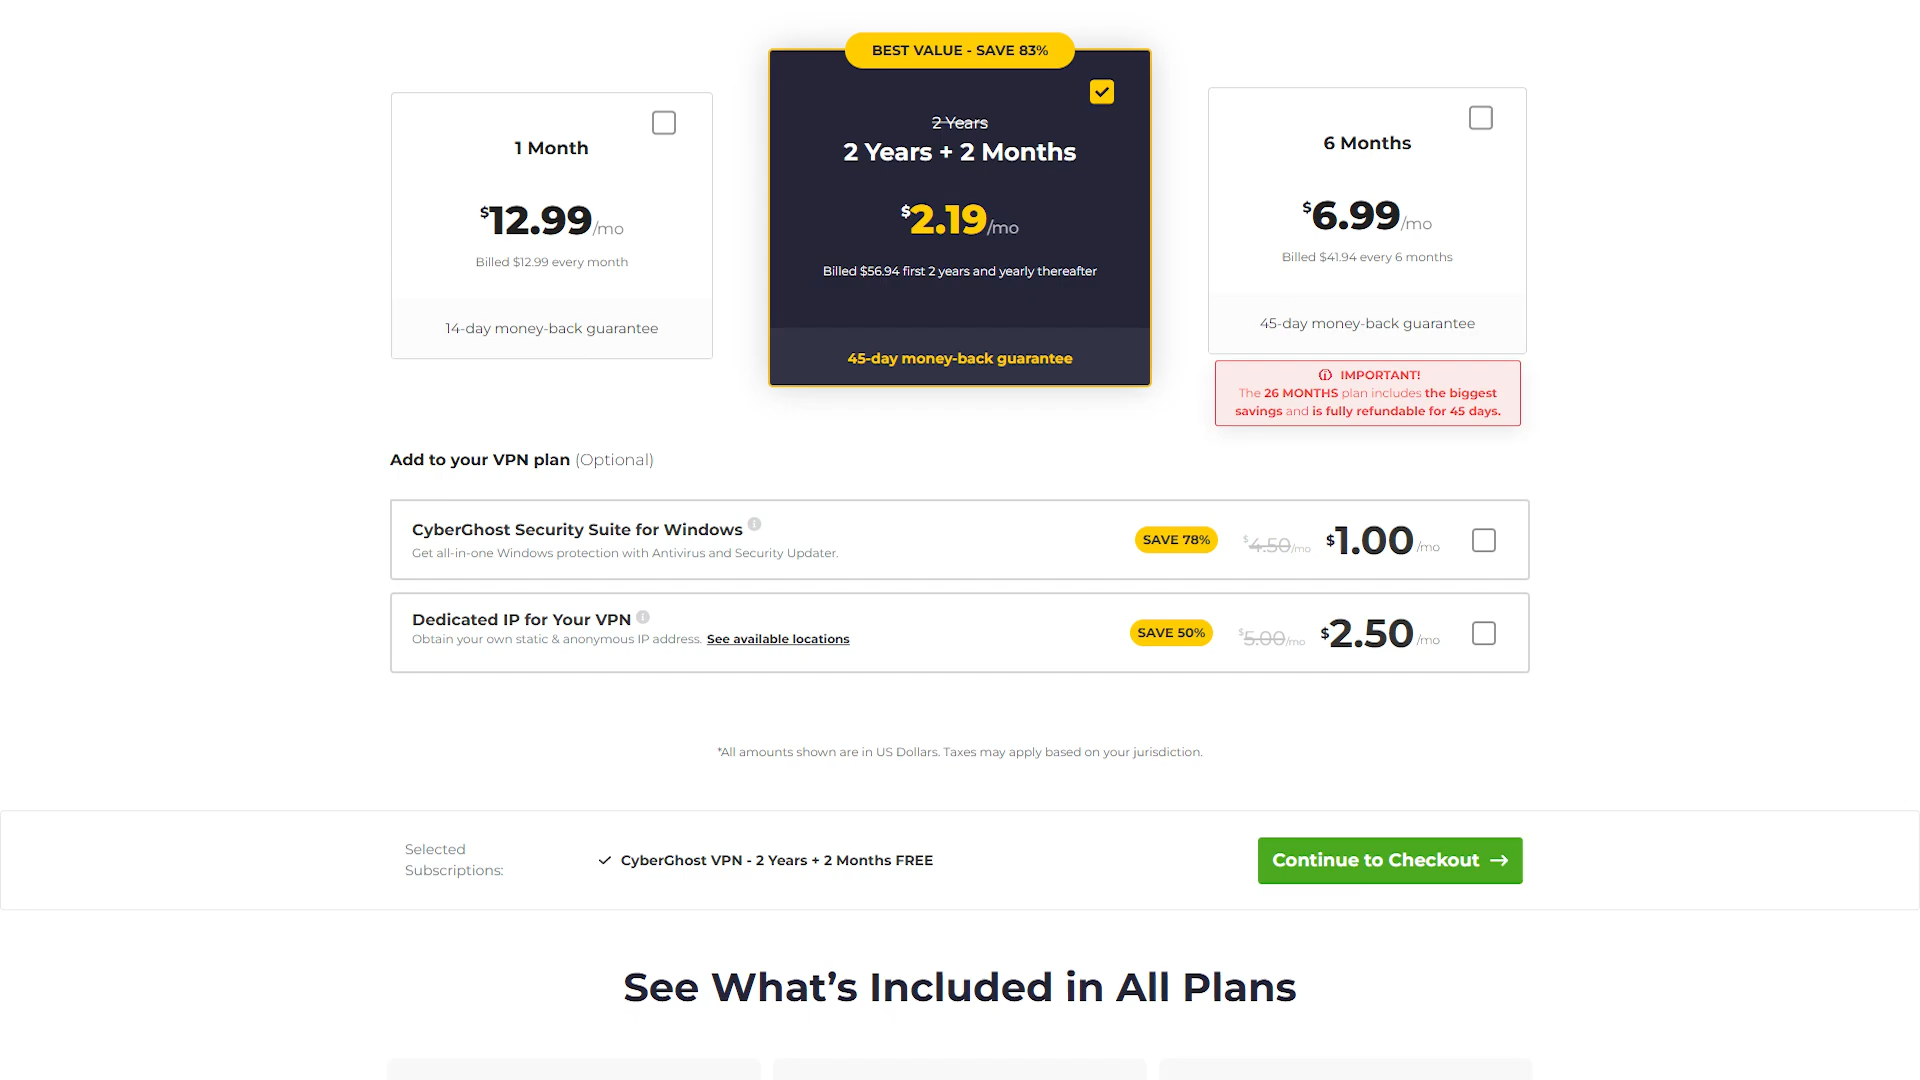 BEST VALUE - SAVE 83%
1 Month
$12.99/mo
Billed $12.99 every month
14-day money-back guarantee
2 Years
2 Years + 2 Months
$2.19/mo
Billed $56.94 first 2 years and yearly thereafter
45-day money-back guarantee
6 Months
$6.99/mo
Billed $41.94 every 6 months
45-day money-back guarantee
IMPORTANT!
The 26 MONTHS plan includes the biggest
savings and is fully refundable for 45 days.
Add to your VPN plan (Optional)
CyberGhost Security Suite for Windows
Get all-in-one Windows protection with Antivirus and Security Updater.
SAVE 78%
$4.50/mo
$1.00/mo
Dedicated IP for Your VPN
Obtain your own static & anonymous IP address. See available locations
SAVE 50%
$5.00/mo
$2.50/mo
*All amounts shown are in US Dollars. Taxes may apply based on your jurisdiction.
Selected
Subscriptions:
CyberGhost VPN - 2 Years + 2 Months FREE
Continue to Checkout →
See What's Included in All Plans